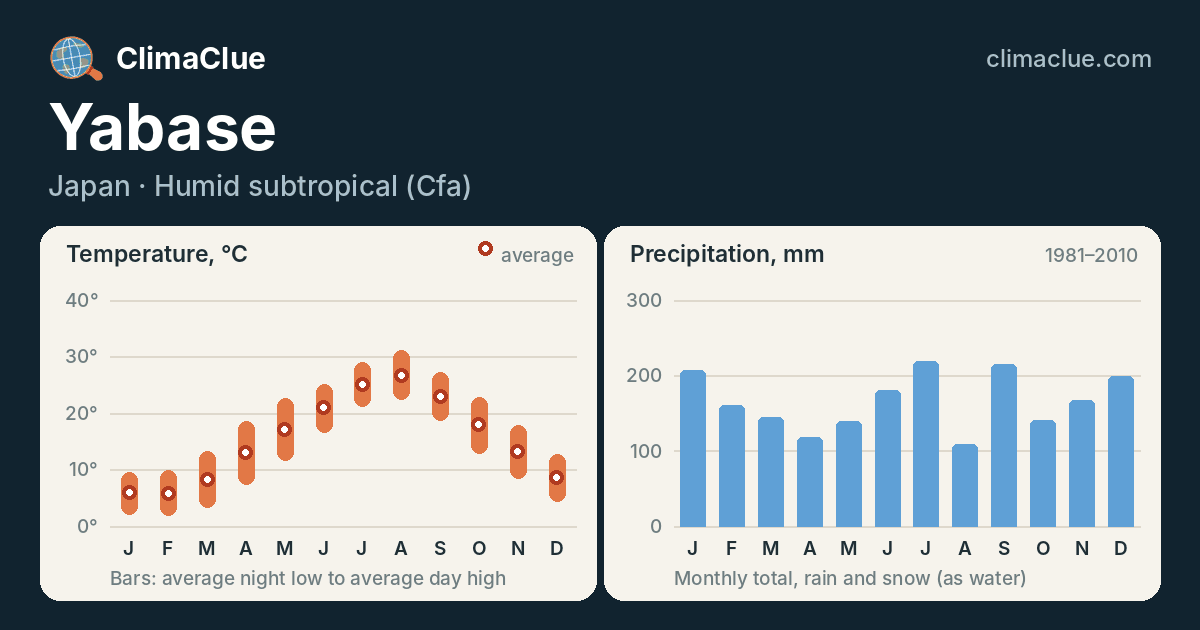 ClimaClue
climaclue.com
Yabase
Japan · Humid subtropical (Cfa)
Temperature, °C
average
40°
30°
20°
10°
0°
J F M A M J J A S O N D
Bars: average night low to average day high
Precipitation, mm
1981–2010
300
200
100
0
J F M A M J J A S O N D
Monthly total, rain and snow (as water)